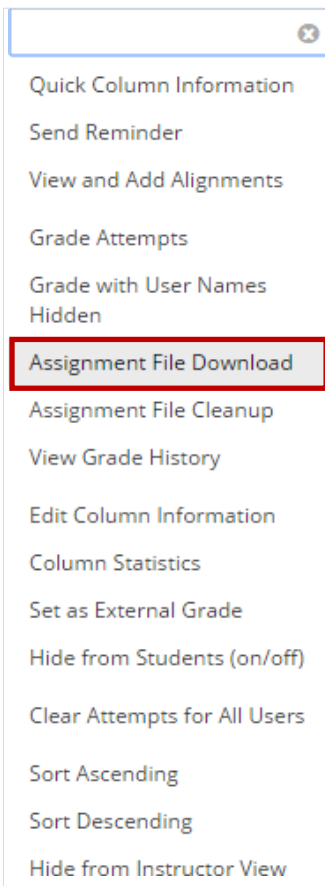 Quick Column Information
Send Reminder
View and Add Alignments
Grade Attempts
Grade with User Names
Hidden
Assignment File Download
Assignment File Cleanup
View Grade History
Edit Column Information
Column Statistics
Set as External Grade
Hide from Students (on/off)
Clear Attempts for All Users
Sort Ascending
Sort Descending
Hide from Instructor View